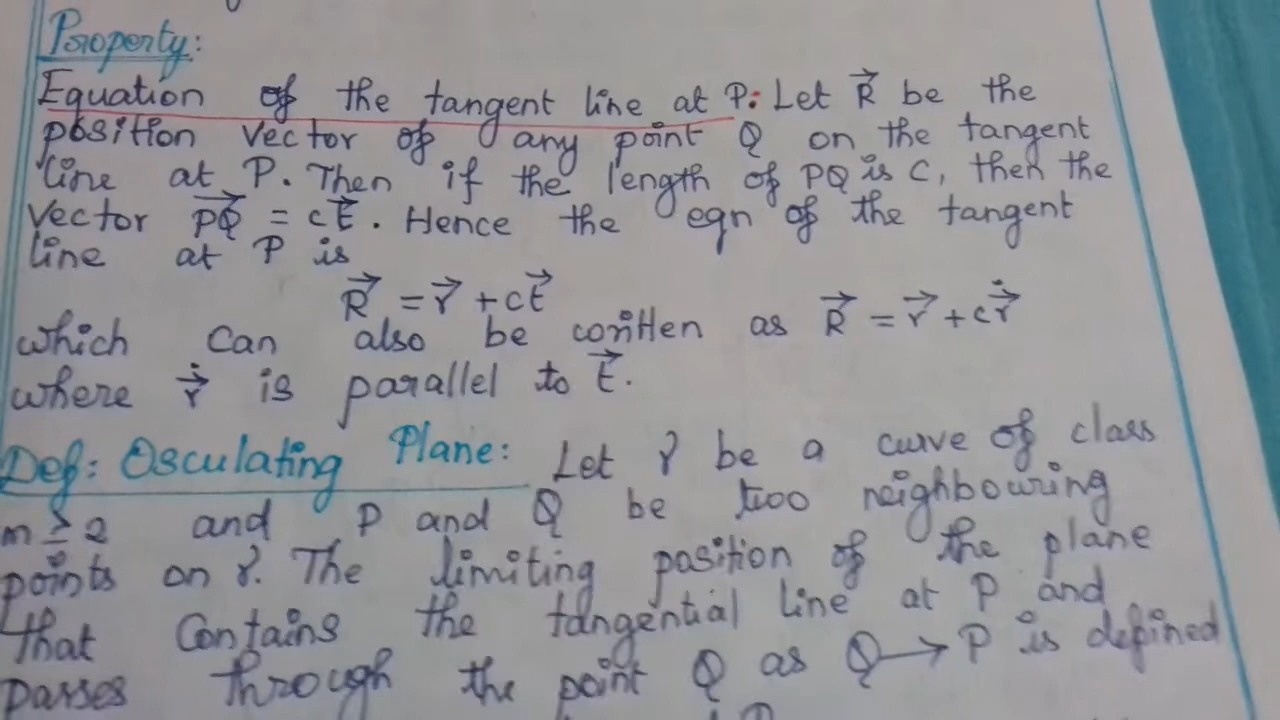 Property:
Equation of the tangent line at P: Let R⃗ be the
position vector of any point Q on the tangent
line at P. Then if the length of PQ is C, then the
vector PQ⃗ = ct⃗. Hence the eqn of the tangent
line at P is
R⃗ = r⃗ + ct⃗
which can also be written as R⃗ = r⃗ + cṙ⃗
where ṙ⃗ is parallel to t⃗.
Def: Osculating Plane: Let γ be a curve of class
m ≥ 2 and P and Q be two neighbouring
points on γ. The limiting position of the plane
that contains the tangential line at P and
passes through the point Q as Q → P is defined